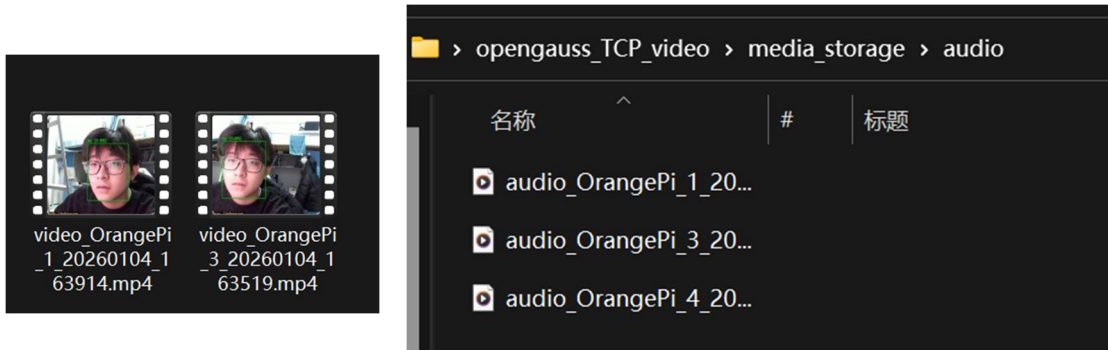 video_OrangePi
_1_20260104_1
63914.mp4
video_OrangePi
_3_20260104_1
63519.mp4
opengauss_TCP_video > media_storage > audio
名称 # 标题
audio_OrangePi_1_20...
audio_OrangePi_3_20...
audio_OrangePi_4_20...